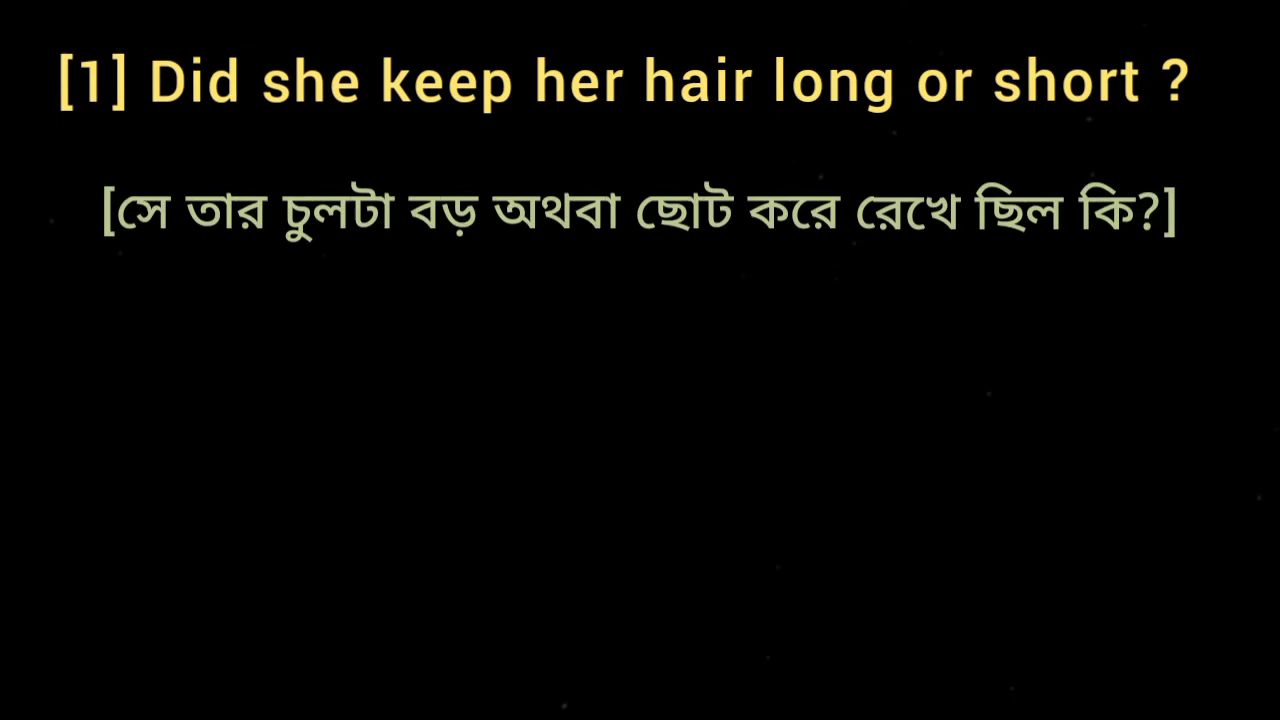 [1] Did she keep her hair long or short ?
[সে তার চুলটা বড় অথবা ছোট করে রেখে ছিল কি?]